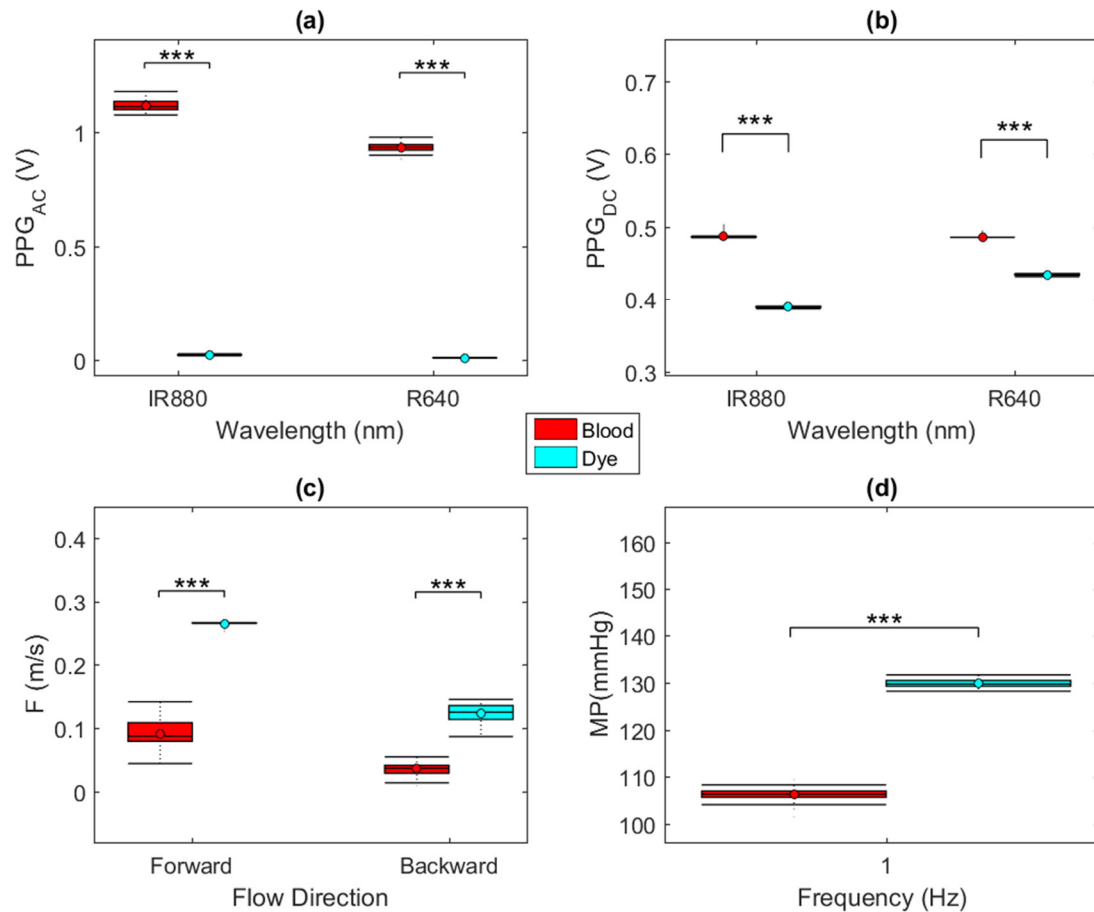 (a)
***
***
1
0.5
0
PPG_AC (V)
IR880
R640
Wavelength (nm)
(b)
***
***
0.7
0.6
0.5
0.4
0.3
PPG_DC (V)
IR880
R640
Wavelength (nm)
Blood
Dye
(c)
***
***
0.4
0.3
0.2
0.1
0
F (m/s)
Forward
Backward
Flow Direction
(d)
***
160
150
140
130
120
110
100
MP(mmHg)
1
Frequency (Hz)